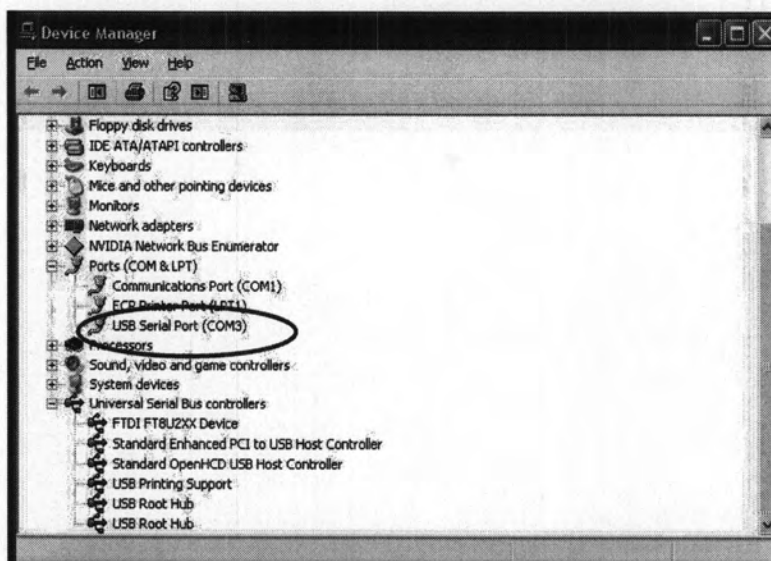 Device Manager
File Action View Help
Floppy disk drives
IDE ATA/ATAPI controllers
Keyboards
Mice and other pointing devices
Monitors
Network adapters
NVIDIA Network Bus Enumerator
Ports (COM & LPT)
Communications Port (COM1)
ECP Printer Port (LPT1)
USB Serial Port (COM3)
Processors
Sound, video and game controllers
System devices
Universal Serial Bus controllers
FTDI FT8U2XX Device
Standard Enhanced PCI to USB Host Controller
Standard OpenHCD USB Host Controller
USB Printing Support
USB Root Hub
USB Root Hub